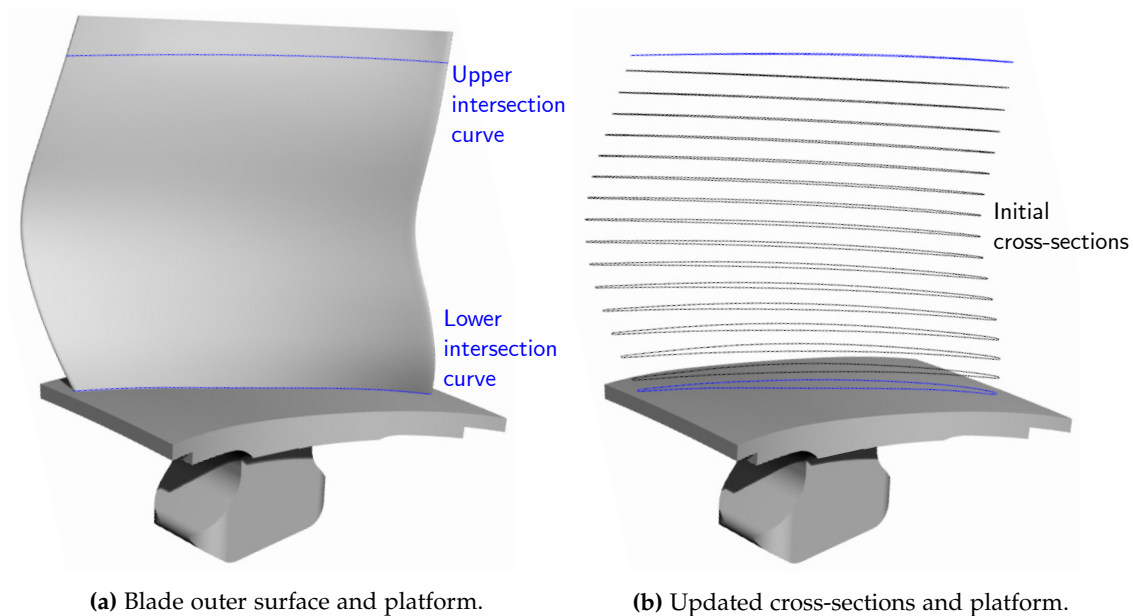 Upper
intersection
curve
Lower
intersection
curve
Initial
cross-sections
(a) Blade outer surface and platform.
(b) Updated cross-sections and platform.